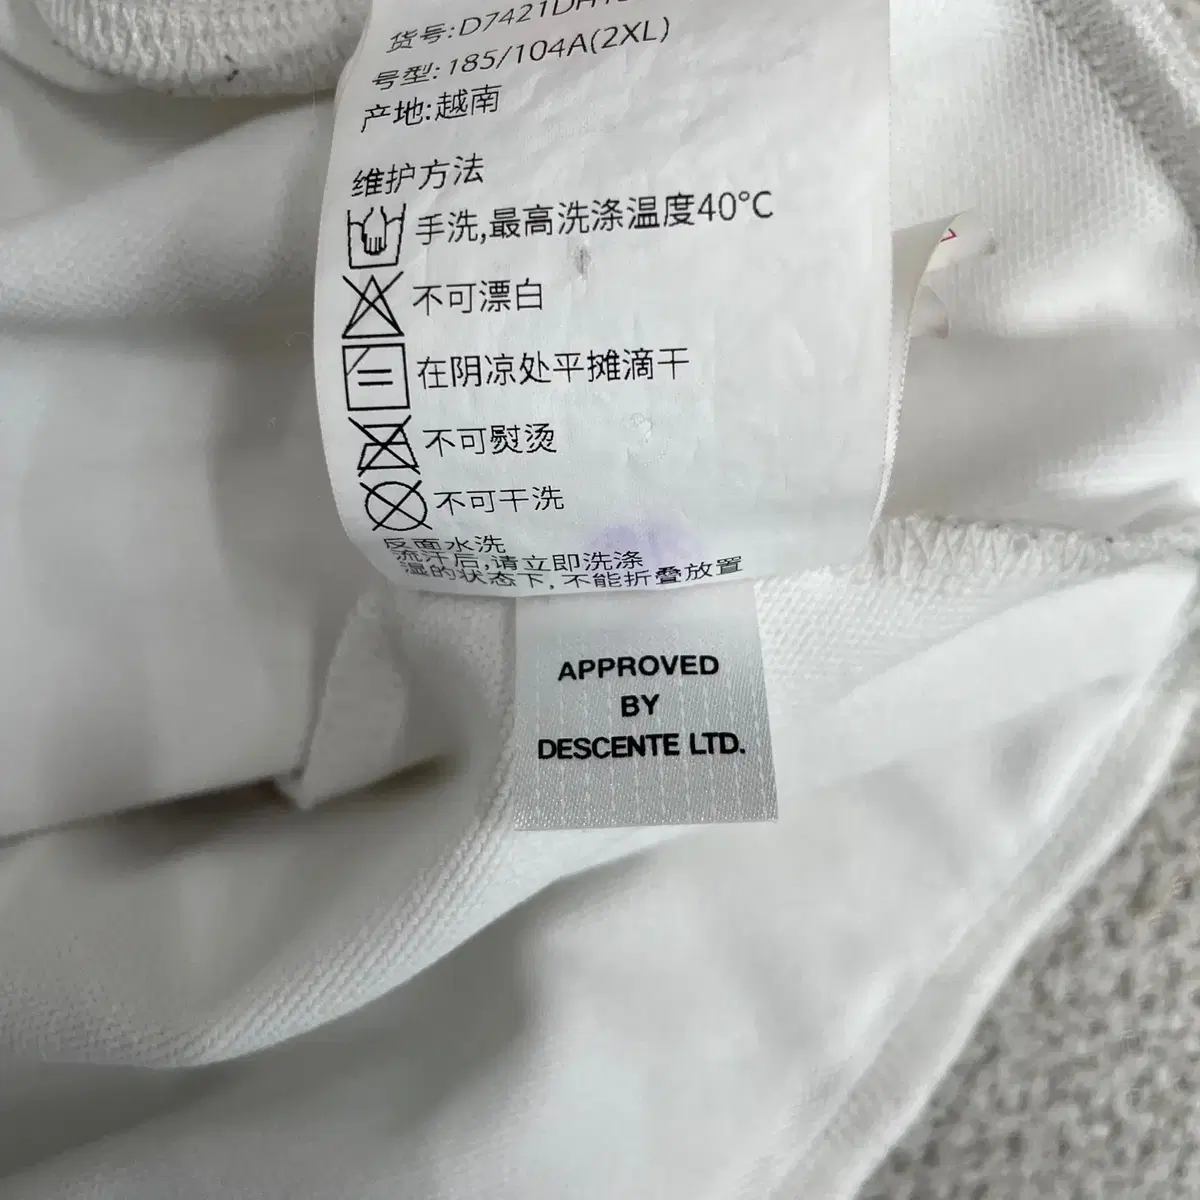 货号:D7421DH
号型: 185/104A(2XL)
产地:越南
维护方法
手洗,最高洗涤温度40°C
不可漂白
在阴凉处平摊滴干
不可熨烫
不可干洗
反面水洗
流汗后,请立即洗涤
湿的状态下, 不能折叠放置
APPROVED
BY
DESCENTE LTD.